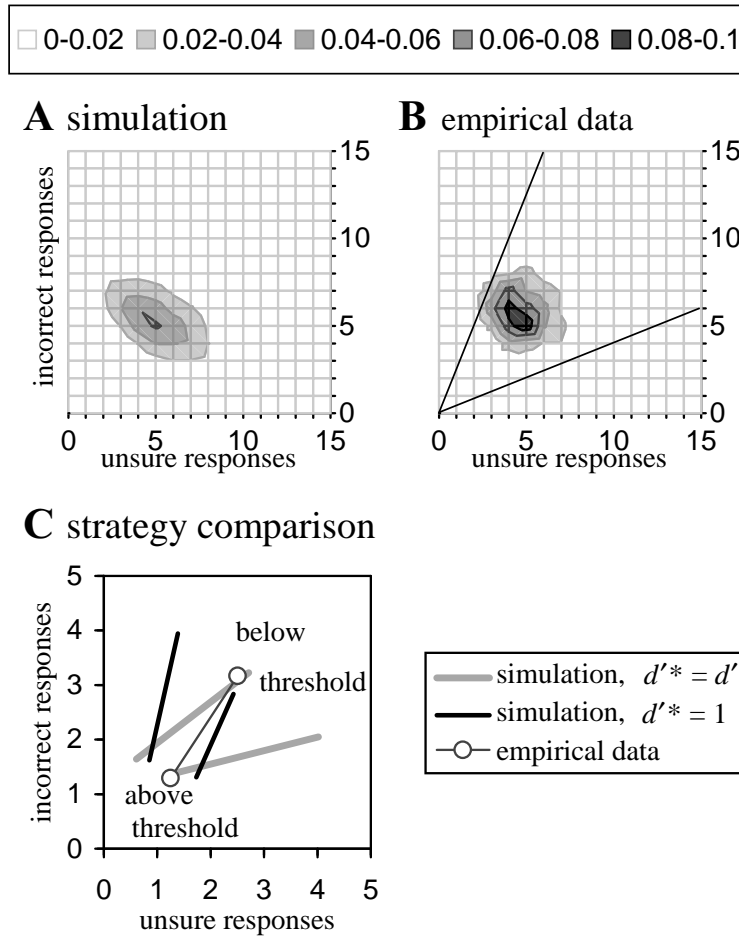 0-0.02 0.02-0.04 0.04-0.06 0.06-0.08 0.08-0.1
A simulation
B empirical data
15
10
5
0
incorrect responses
0 5 10 15
unsure responses
15
10
5
0
0 5 10 15
unsure responses
C strategy comparison
5
4
3
2
1
0
incorrect responses
below
threshold
above
threshold
0 1 2 3 4 5
unsure responses
simulation, d′* = d′
simulation, d′* = 1
empirical data